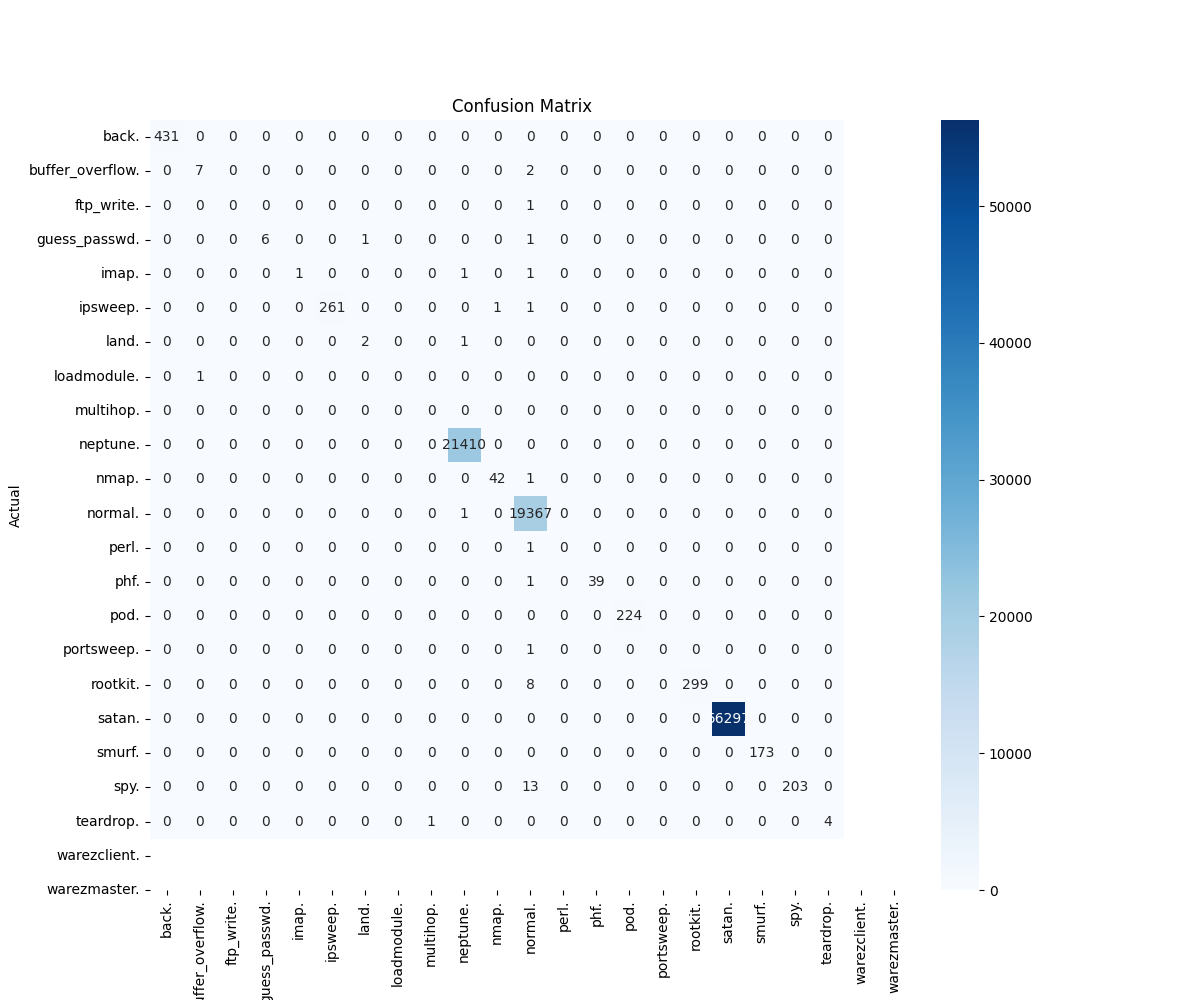 Confusion Matrix
back. 431 0 0 0 0 0 0 0 0 0 0 0 0 0 0 0 0 0 0 0 0
buffer_overflow. 0 7 0 0 0 0 0 0 0 0 0 2 0 0 0 0 0 0 0 0 0
ftp_write. 0 0 0 0 0 0 0 0 0 0 0 1 0 0 0 0 0 0 0 0 0
guess_passwd. 0 0 0 6 0 0 1 0 0 0 0 1 0 0 0 0 0 0 0 0 0
imap. 0 0 0 0 1 0 0 0 0 1 0 1 0 0 0 0 0 0 0 0 0
ipsweep. 0 0 0 0 0 261 0 0 0 0 1 1 0 0 0 0 0 0 0 0 0
land. 0 0 0 0 0 0 2 0 0 1 0 0 0 0 0 0 0 0 0 0 0
loadmodule. 0 1 0 0 0 0 0 0 0 0 0 0 0 0 0 0 0 0 0 0 0
multihop. 0 0 0 0 0 0 0 0 0 0 0 0 0 0 0 0 0 0 0 0 0
neptune. 0 0 0 0 0 0 0 0 0 21410 0 0 0 0 0 0 0 0 0 0 0
nmap. 0 0 0 0 0 0 0 0 0 0 42 1 0 0 0 0 0 0 0 0 0
normal. 0 0 0 0 0 0 0 0 0 1 0 19367 0 0 0 0 0 0 0 0 0
perl. 0 0 0 0 0 0 0 0 0 0 0 1 0 0 0 0 0 0 0 0 0
phf. 0 0 0 0 0 0 0 0 0 0 0 1 0 39 0 0 0 0 0 0 0
pod. 0 0 0 0 0 0 0 0 0 0 0 0 0 0 224 0 0 0 0 0 0
portsweep. 0 0 0 0 0 0 0 0 0 0 0 1 0 0 0 0 0 0 0 0 0
rootkit. 0 0 0 0 0 0 0 0 0 0 0 8 0 0 0 0 299 0 0 0 0
satan. 0 0 0 0 0 0 0 0 0 0 0 0 0 0 0 0 0 56297 0 0 0
smurf. 0 0 0 0 0 0 0 0 0 0 0 0 0 0 0 0 0 0 173 0 0
spy. 0 0 0 0 0 0 0 0 0 0 0 13 0 0 0 0 0 0 0 203 0
teardrop. 0 0 0 0 0 0 0 0 1 0 0 0 0 0 0 0 0 0 0 0 4
warezclient.
warezmaster.
Actual
back.
uffer_overflow.
ftp_write.
guess_passwd.
imap.
ipsweep.
land.
loadmodule.
multihop.
neptune.
nmap.
normal.
perl.
phf.
pod.
portsweep.
rootkit.
satan.
smurf.
spy.
teardrop.
warezclient.
warezmaster.
50000
40000
30000
20000
10000
0